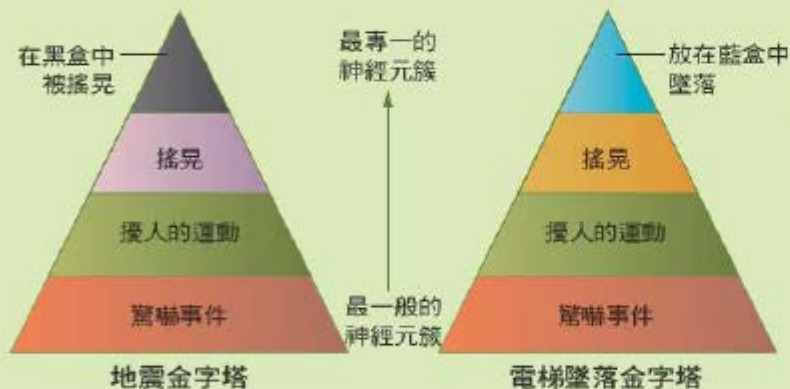 在黑盒中
被搖晃
搖晃
擾人的運動
驚嚇事件
地震金字塔
最專一的
神經元簇
最一般的
神經元簇
放在藍盒中
墜落
搖晃
擾人的運動
驚嚇事件
電梯墜落金字塔